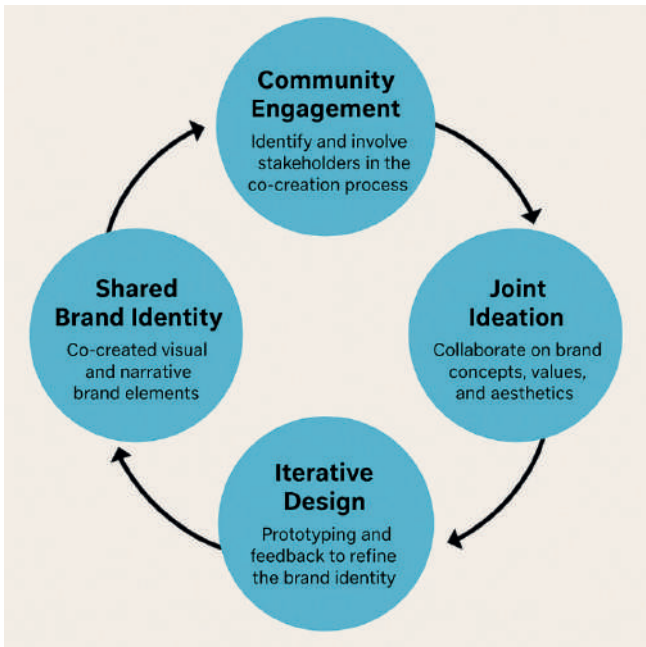 Community
Engagement
Identify and involve
stakeholders in the
co-creation process
Joint
Ideation
Collaborate on brand
concepts, values,
and aesthetics
Iterative
Design
Prototyping and
feedback to refine
the brand identity
Shared
Brand Identity
Co-created visual
and narrative
brand elements